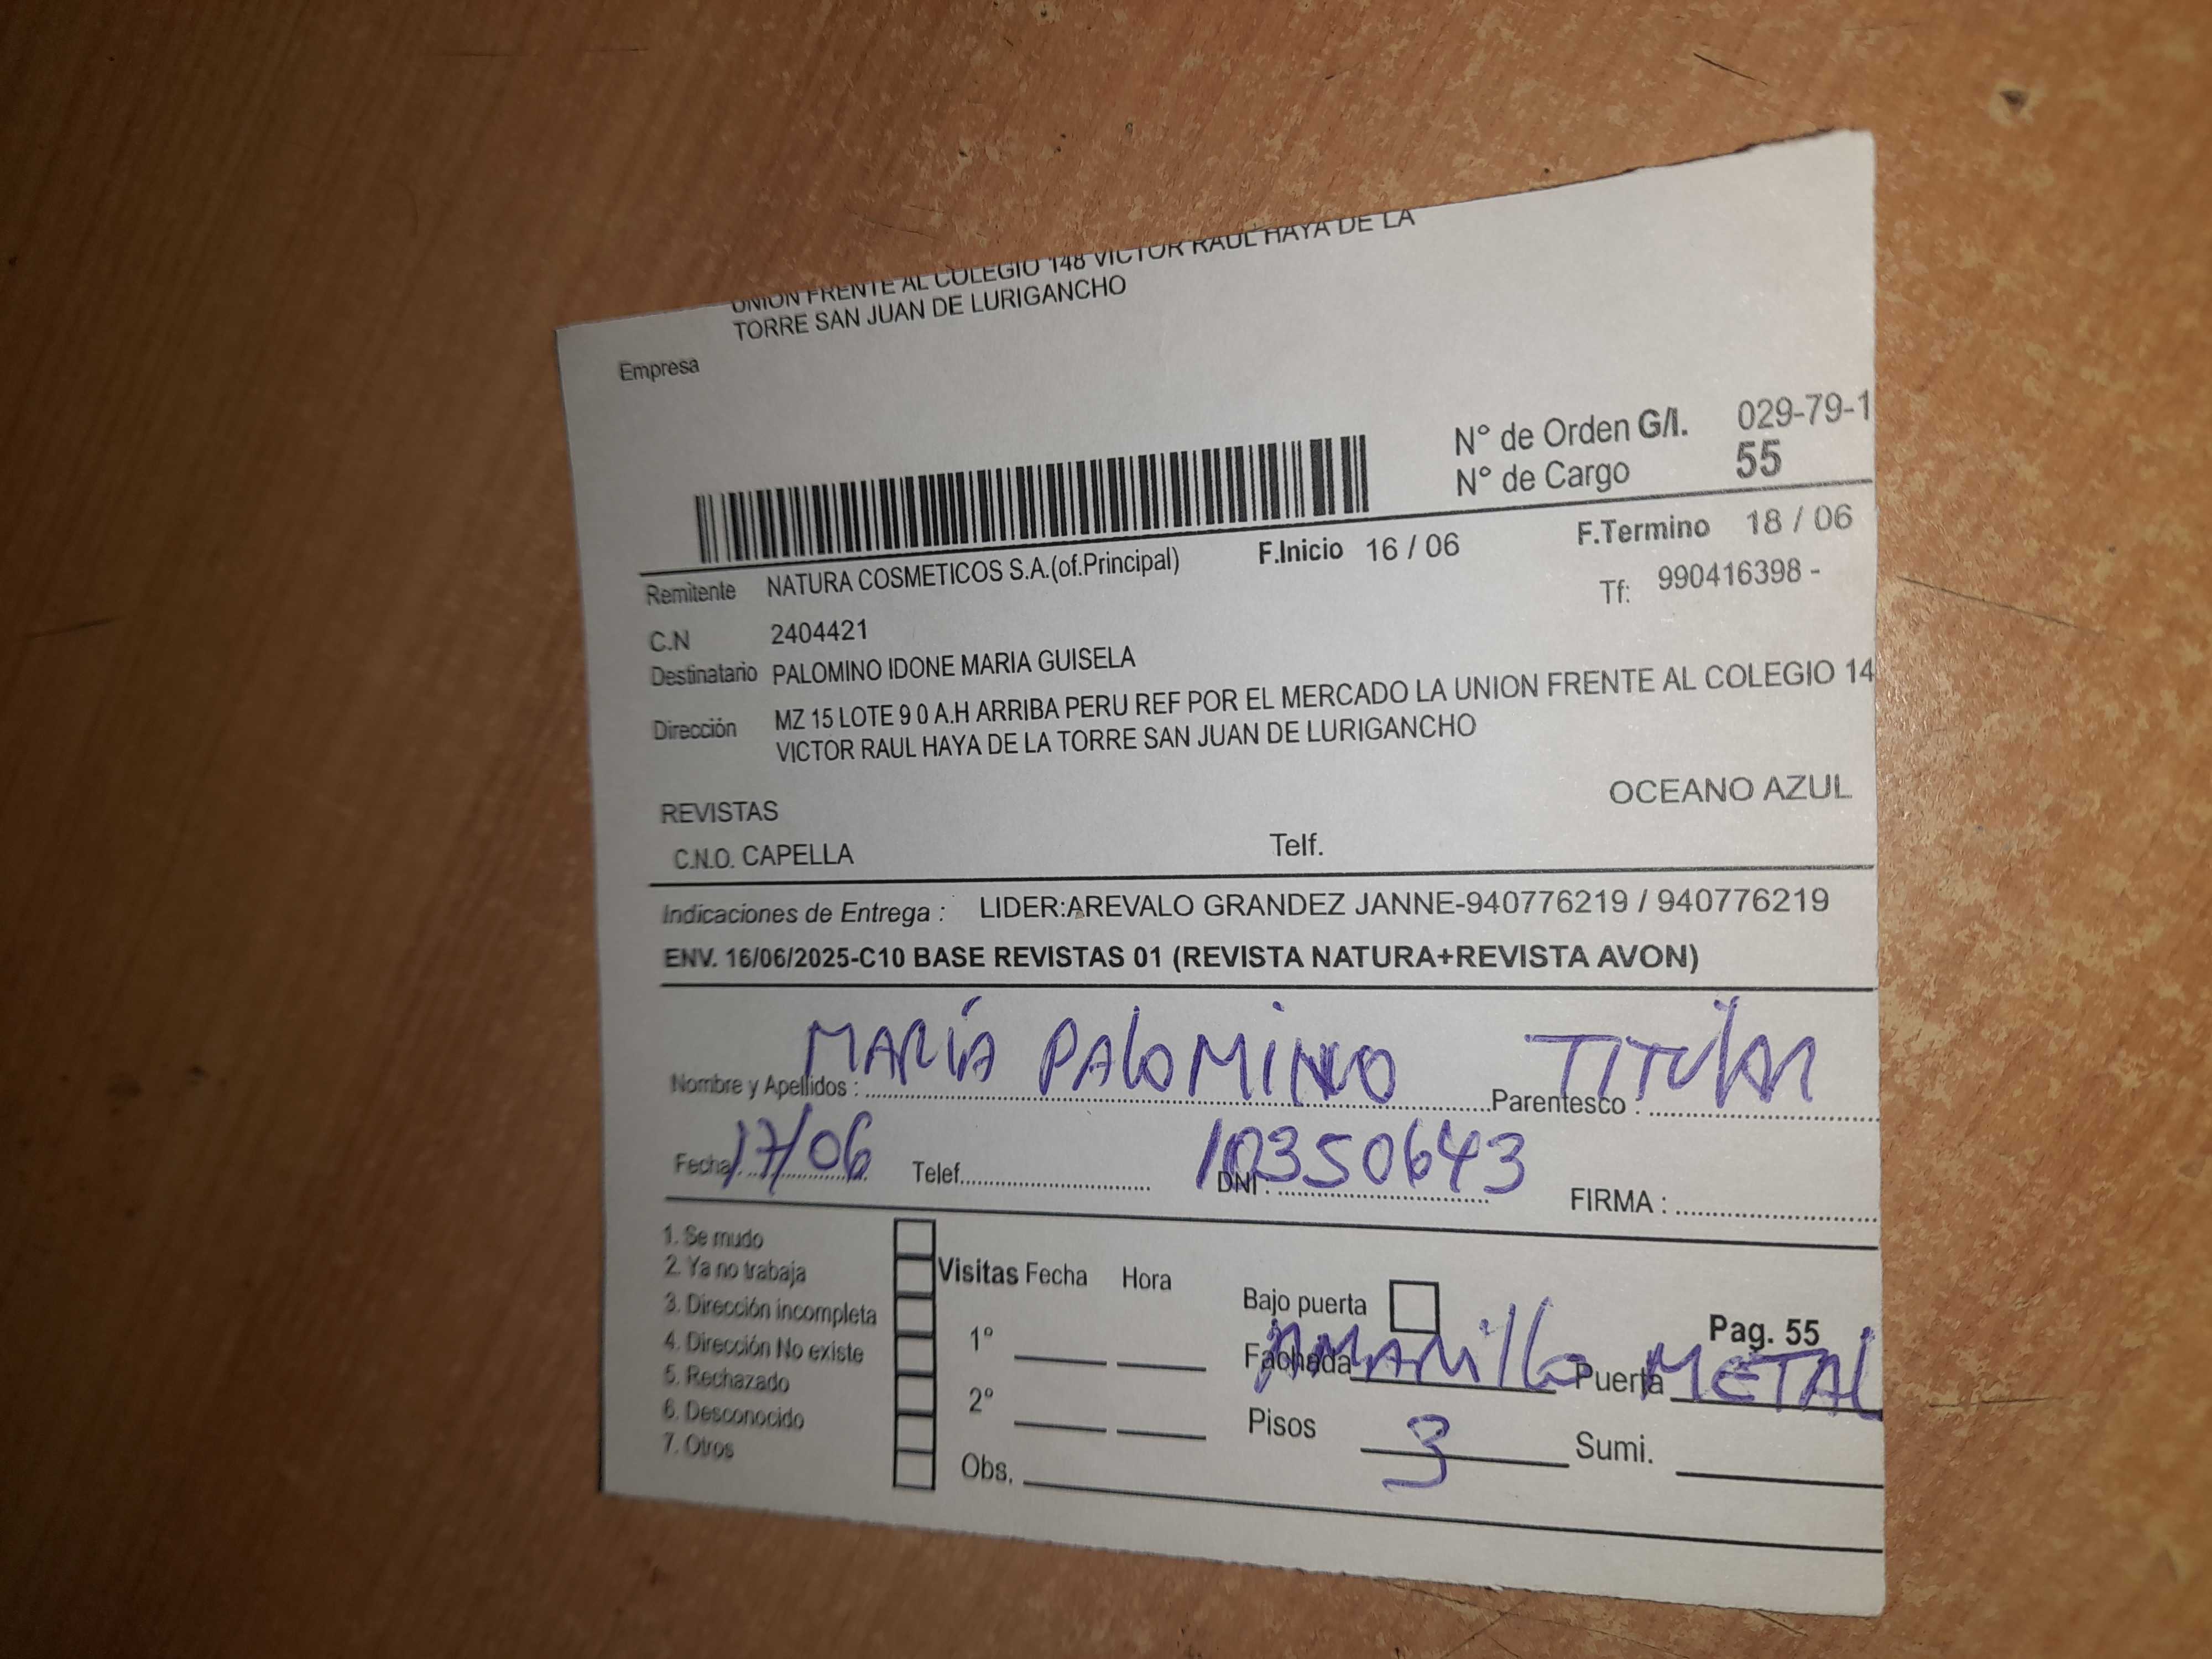 UNION FRENTE AL COLEGIO 148 VICTOR RAUL HAYA DE LA
TORRE SAN JUAN DE LURIGANCHO
Empresa
N° de Orden G/I. 029-79-1
N° de Cargo 55
F.Inicio 16 / 06 F.Termino 18 / 06
Remitente NATURA COSMETICOS S.A.(of.Principal)
Tf: 990416398 -
C.N 2404421
Destinatario PALOMINO IDONE MARIA GUISELA
Dirección MZ 15 LOTE 9 0 A.H ARRIBA PERU REF POR EL MERCADO LA UNION FRENTE AL COLEGIO 14
VICTOR RAUL HAYA DE LA TORRE SAN JUAN DE LURIGANCHO
OCEANO AZUL
REVISTAS
C.N.O. CAPELLA Telf.
Indicaciones de Entrega : LIDER:AREVALO GRANDEZ JANNE-940776219 / 940776219
ENV. 16/06/2025-C10 BASE REVISTAS 01 (REVISTA NATURA+REVISTA AVON)
Nombre y Apellidos : MARÍA PALOMINO Parentesco : TITULAR
Fecha 17/06 Telef. DNI : 10350643 FIRMA :
1. Se mudo
2. Ya no trabaja
3. Dirección incompleta
4. Dirección No existe
5. Rechazado
6. Desconocido
7. Otros
Visitas Fecha Hora
1°
2°
Obs.
Bajo puerta
Pag. 55
Fachada AMARILLO Puerta METAL
Pisos 3 Sumi.